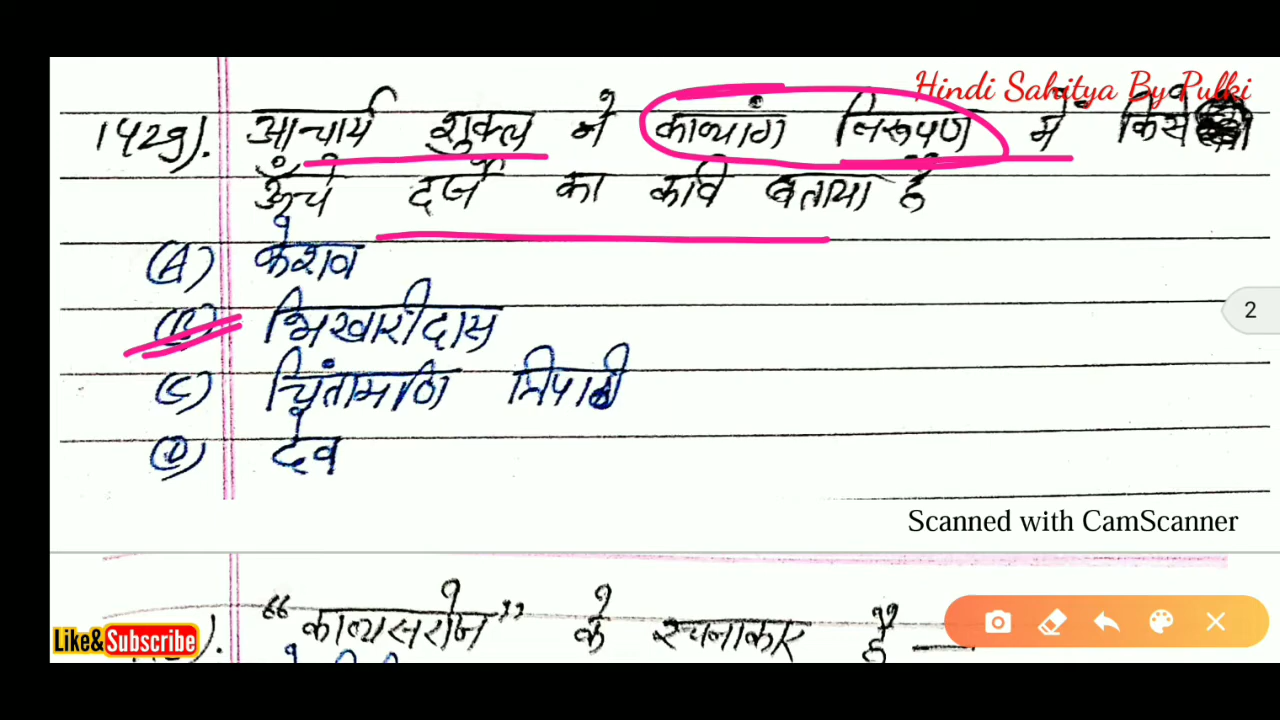 Hindi Sahitya By Pulki
1529). आचार्य शुक्ल ने काव्यांग निरूपण में किसे
ऊँचे दर्जे का कवि बताया है
(A) केशव
(B) भिखारीदास
(C) चिंतामणि त्रिपाठी
(D) देव
2
Scanned with CamScanner
“काव्यसरोज” के रचनाकार हैं —
Like& Subscribe